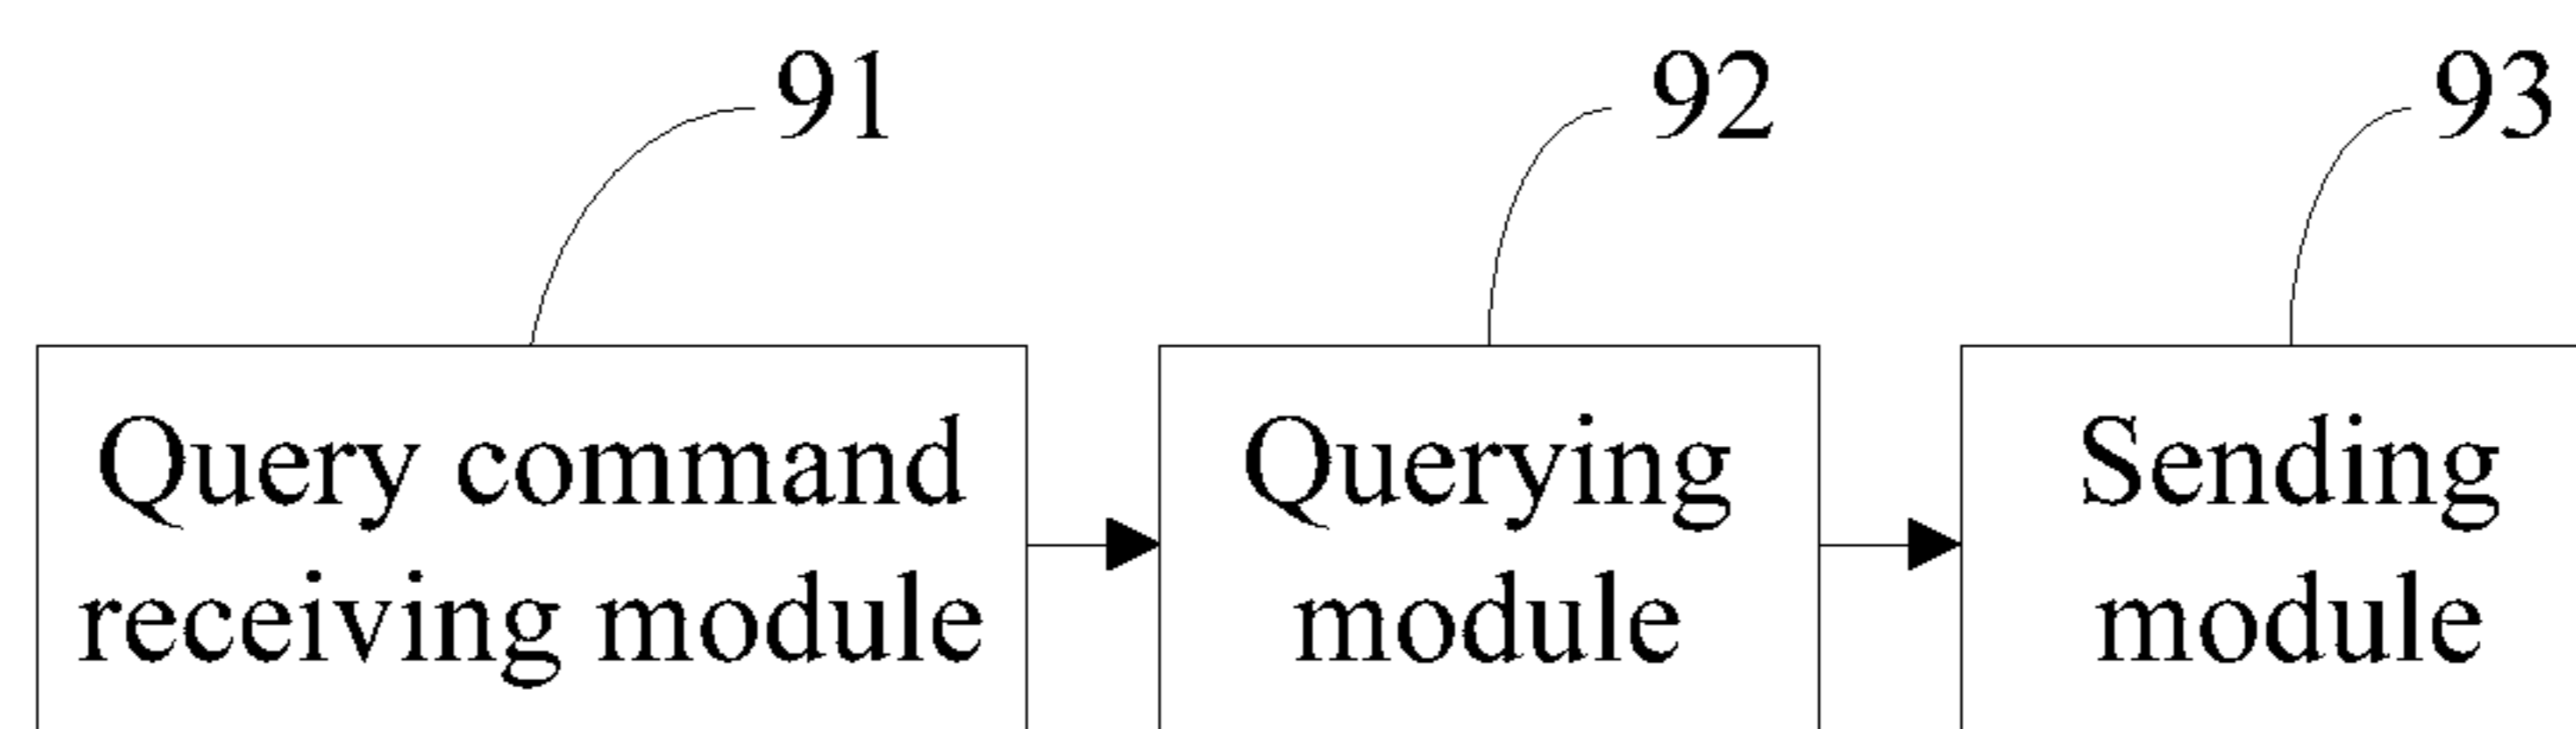 91
92
93
Query command
receiving module
Querying
module
Sending
module